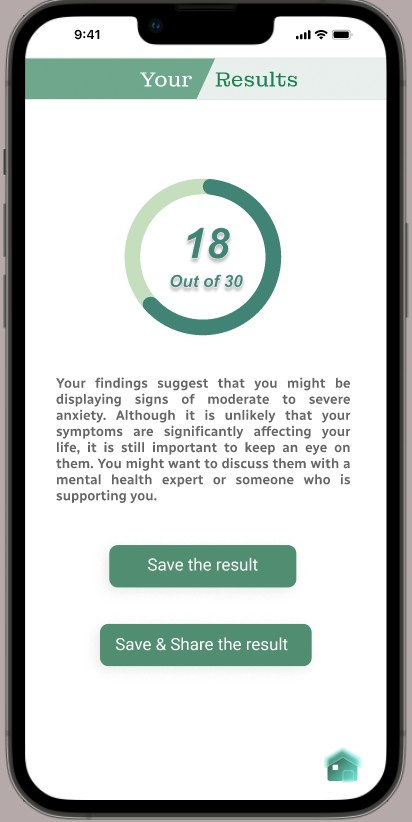 9:41
Your Results
18
Out of 30
Your findings suggest that you might be
displaying signs of moderate to severe
anxiety. Although it is unlikely that your
symptoms are significantly affecting your
life, it is still important to keep an eye on
them. You might want to discuss them with a
mental health expert or someone who is
supporting you.
Save the result
Save & Share the result